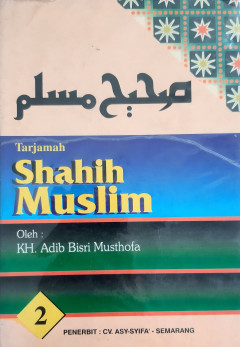 صحيح مسلم
Tarjamah
Shahih
Muslim
Oleh :
KH. Adib Bisri Musthofa
2
PENERBIT : CV. ASY-SYIFA' - SEMARANG